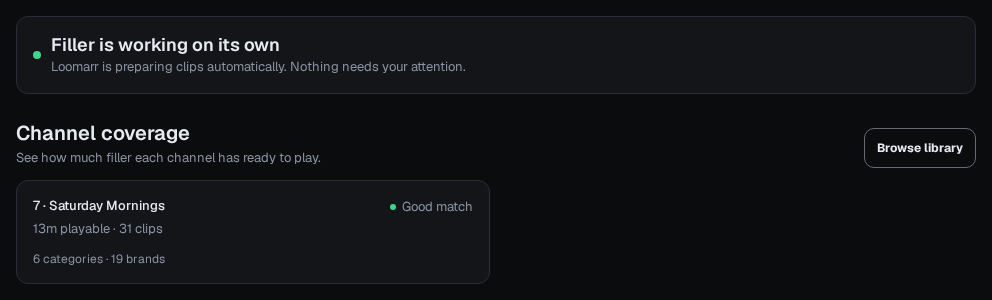 Filler is working on its own
Loomarr is preparing clips automatically. Nothing needs your attention.
Channel coverage
See how much filler each channel has ready to play.
Browse library
7 · Saturday Mornings
Good match
13m playable · 31 clips
6 categories · 19 brands